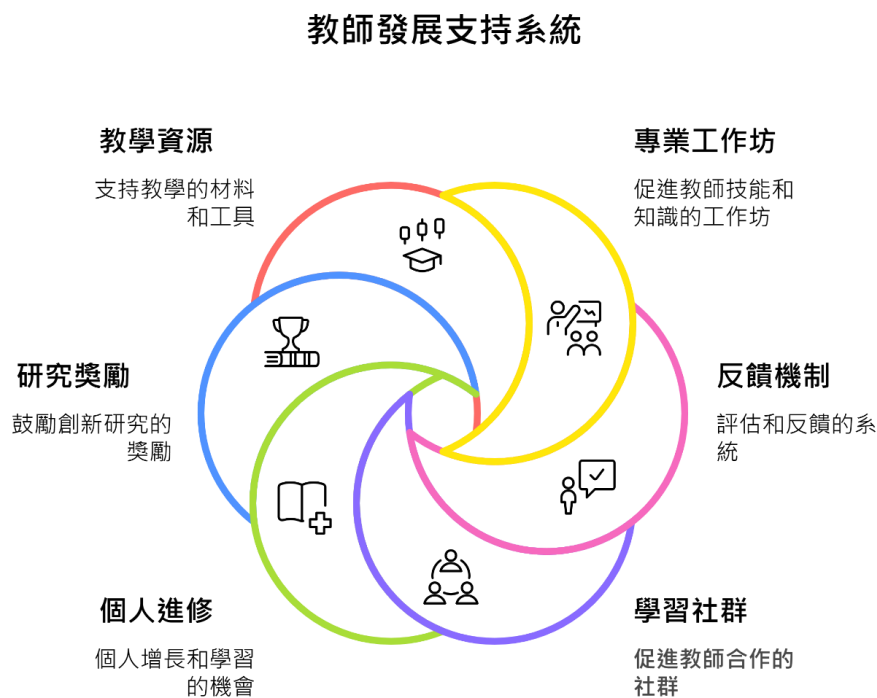 教師發展支持系統
教學資源
支持教學的材料
和工具
專業工作坊
促進教師技能和
知識的工作坊
研究獎勵
鼓勵創新研究的
獎勵
反饋機制
評估和反饋的系
統
個人進修
個人增長和學習
的機會
學習社群
促進教師合作的
社群